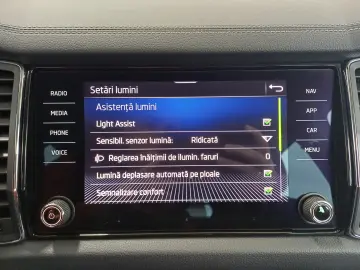 Setări lumini
Asistență lumini
Light Assist
Sensibil. senzor lumină: Ridicată
Reglarea înălțimii de ilumin. faruri 0
Lumină deplasare automată pe ploaie
Semnalizare confort
RADIO
MEDIA
PHONE
VOICE
NAV
APP
CAR
MENU